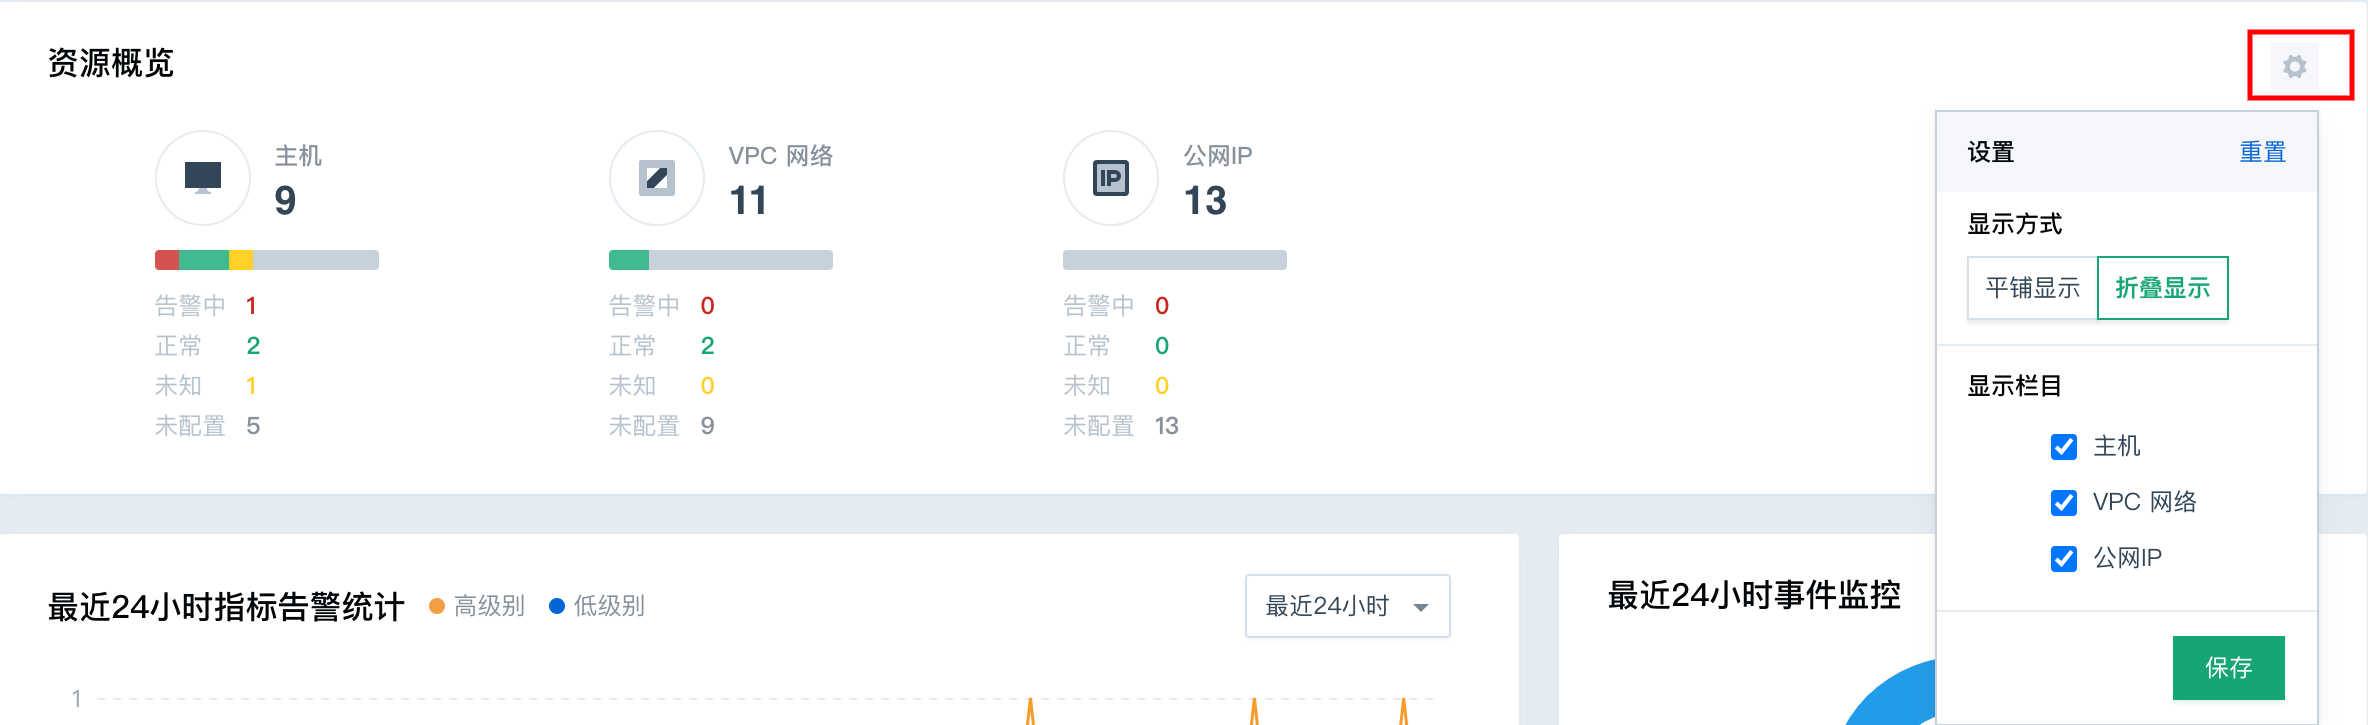 资源概览
主机
9
告警中 1
正常 2
未知 1
未配置 5
VPC 网络
11
告警中 0
正常 2
未知 0
未配置 9
IP
公网IP
13
告警中 0
正常 0
未知 0
未配置 13
设置 重置
显示方式
平铺显示 折叠显示
显示栏目
主机
VPC 网络
公网IP
保存
最近24小时指标告警统计 高级别 低级别
最近24小时
1
最近24小时事件监控